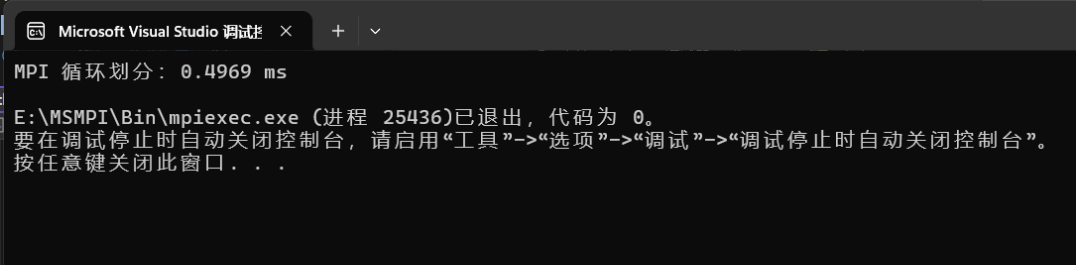 Microsoft Visual Studio 调试控
MPI 循环划分：0.4969 ms
E:\MSMPI\Bin\mpiexec.exe (进程 25436)已退出，代码为 0。
要在调试停止时自动关闭控制台，请启用“工具”->“选项”->“调试”->“调试停止时自动关闭控制台”。
按任意键关闭此窗口. . .